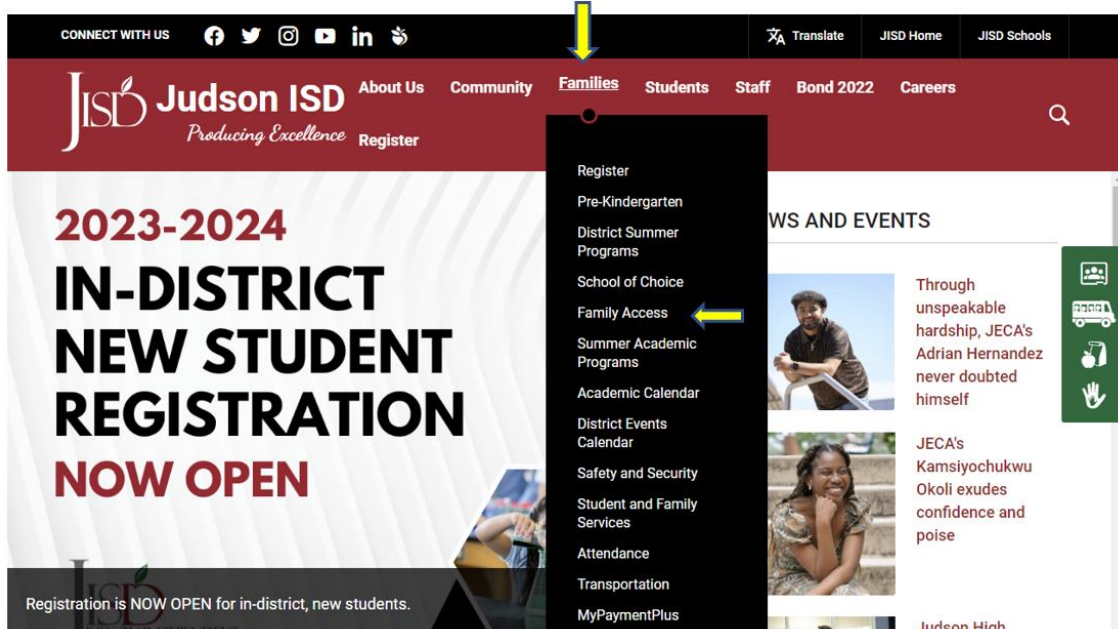 CONNECT WITH US
Translate
JISD Home
JISD Schools
JISD
Judson ISD
Producing Excellence
About Us
Community
Families
Students
Staff
Bond 2022
Careers
Register
Register
Pre-Kindergarten
District Summer
Programs
School of Choice
Family Access
Summer Academic
Programs
Academic Calendar
District Events
Calendar
Safety and Security
Student and Family
Services
Attendance
Transportation
MyPaymentPlus
2023-2024
IN-DISTRICT
NEW STUDENT
REGISTRATION
NOW OPEN
JISD
Registration is NOW OPEN for in-district, new students.
WS AND EVENTS
Through
unspeakable
hardship, JECA's
Adrian Hernandez
never doubted
himself
JECA's
Kamsiyochukwu
Okoli exudes
confidence and
poise
Judson High